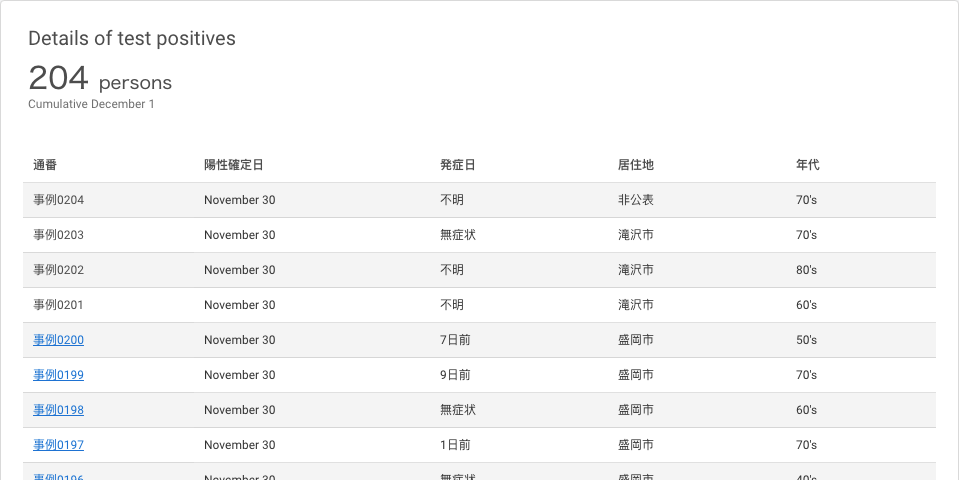 Details of test positives
204 persons
Cumulative December 1
通番 陽性確定日 発症日 居住地 年代
事例0204 November 30 不明 非公表 70's
事例0203 November 30 無症状 滝沢市 70's
事例0202 November 30 不明 滝沢市 80's
事例0201 November 30 不明 滝沢市 60's
事例0200 November 30 7日前 盛岡市 50's
事例0199 November 30 9日前 盛岡市 70's
事例0198 November 30 無症状 盛岡市 60's
事例0197 November 30 1日前 盛岡市 70's
事例0196 November 30 無症状 盛岡市 40's